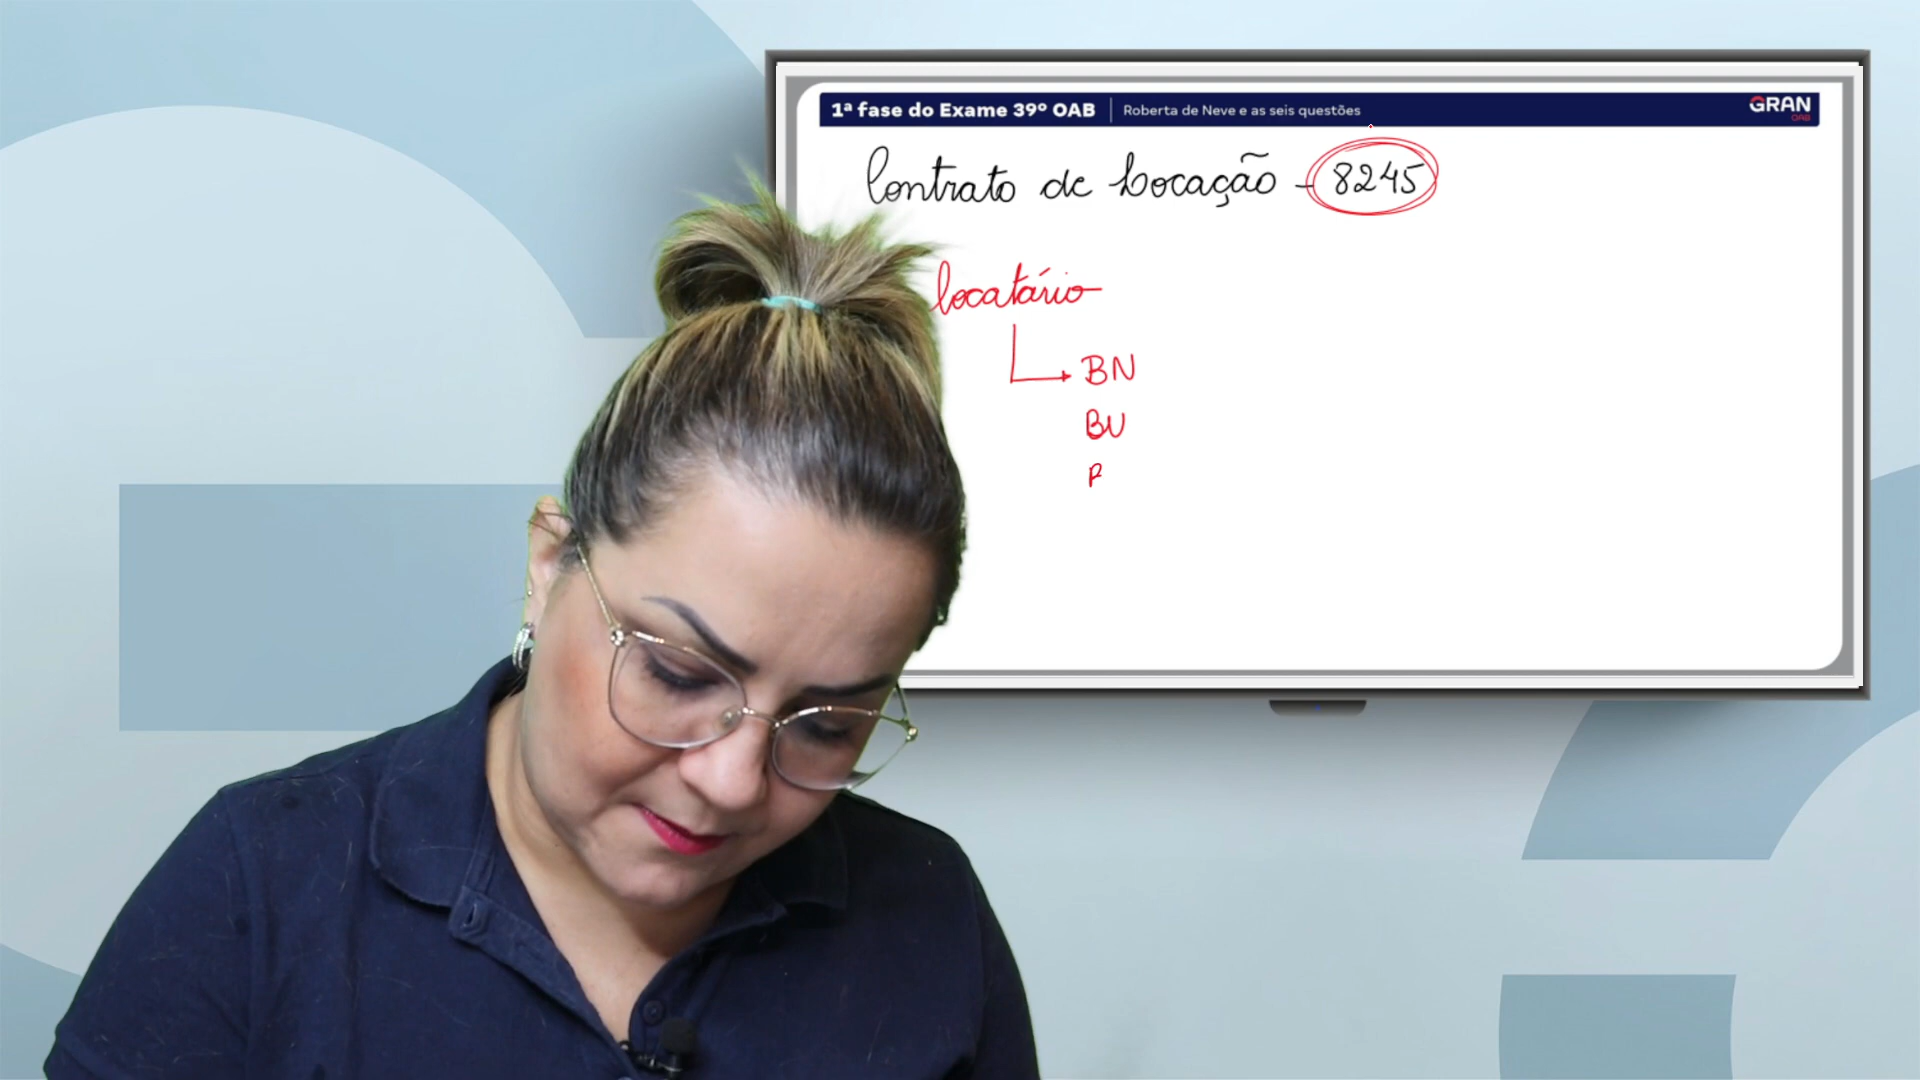 1ª fase do Exame 39º OAB | Roberta de Neve e as seis questões
GRAN
OAB
Contrato de Locação - 8245
locatário
BN
BU